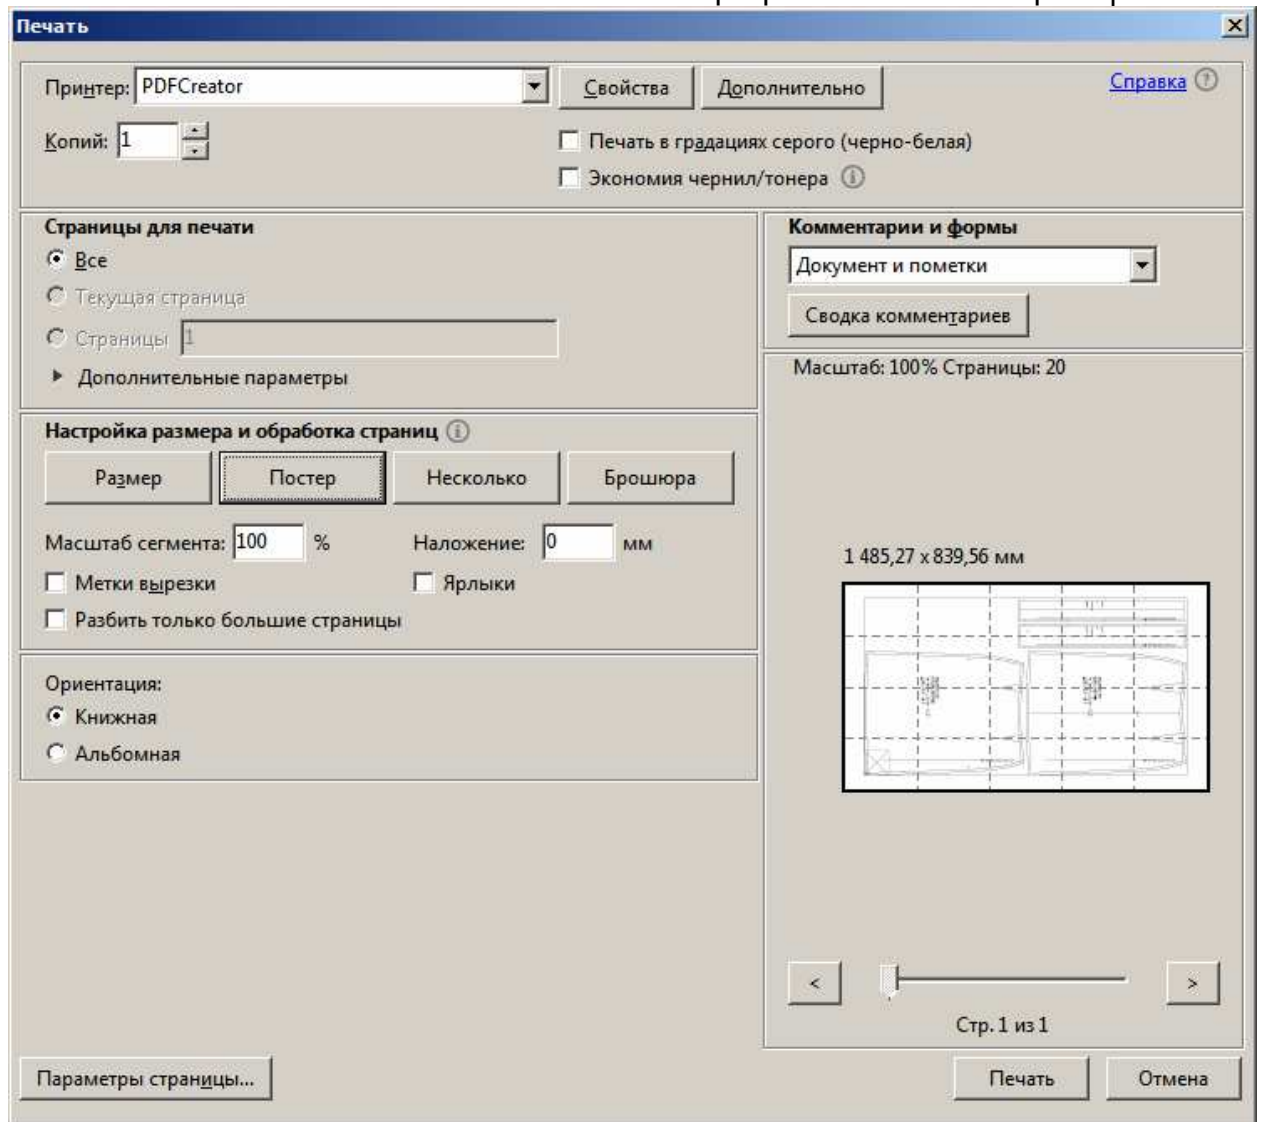 Печать
Принтер: PDFCreator Свойства Дополнительно Справка
Копий: 1 Печать в градациях серого (черно-белая)
Экономия чернил/тонера
Страницы для печати
Все
Текущая страница
Страницы 1
Дополнительные параметры
Комментарии и формы
Документ и пометки
Сводка комментариев
Настройка размера и обработка страниц
Размер Постер Несколько Брошюра
Масштаб сегмента: 100 % Наложение: 0 мм
Метки вырезки Ярлыки
Разбить только большие страницы
Ориентация:
Книжная
Альбомная
Масштаб: 100% Страницы: 20
1 485,27 x 839,56 мм
< >
Стр. 1 из 1
Параметры страницы... Печать Отмена